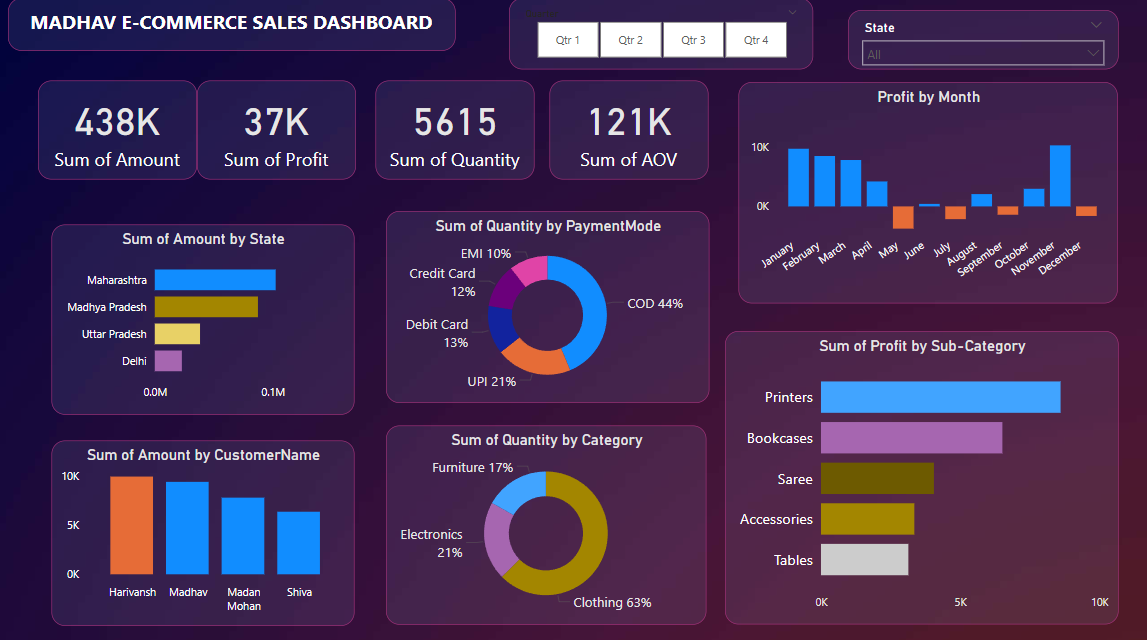 MADHAV E-COMMERCE SALES DASHBOARD
Qtr 1
Qtr 2
Qtr 3
Qtr 4
State
All
438K
Sum of Amount
37K
Sum of Profit
5615
Sum of Quantity
121K
Sum of AOV
Profit by Month
10K
0K
January
February
March
April
May
June
July
August
September
October
November
December
Sum of Amount by State
Maharashtra
Madhya Pradesh
Uttar Pradesh
Delhi
0.0M
0.1M
Sum of Quantity by PaymentMode
EMI 10%
Credit Card
12%
Debit Card
13%
UPI 21%
COD 44%
Sum of Profit by Sub-Category
Printers
Bookcases
Saree
Accessories
Tables
0K
5K
10K
Sum of Amount by CustomerName
10K
5K
0K
Harivansh
Madhav
Madan
Mohan
Shiva
Sum of Quantity by Category
Furniture 17%
Electronics
21%
Clothing 63%